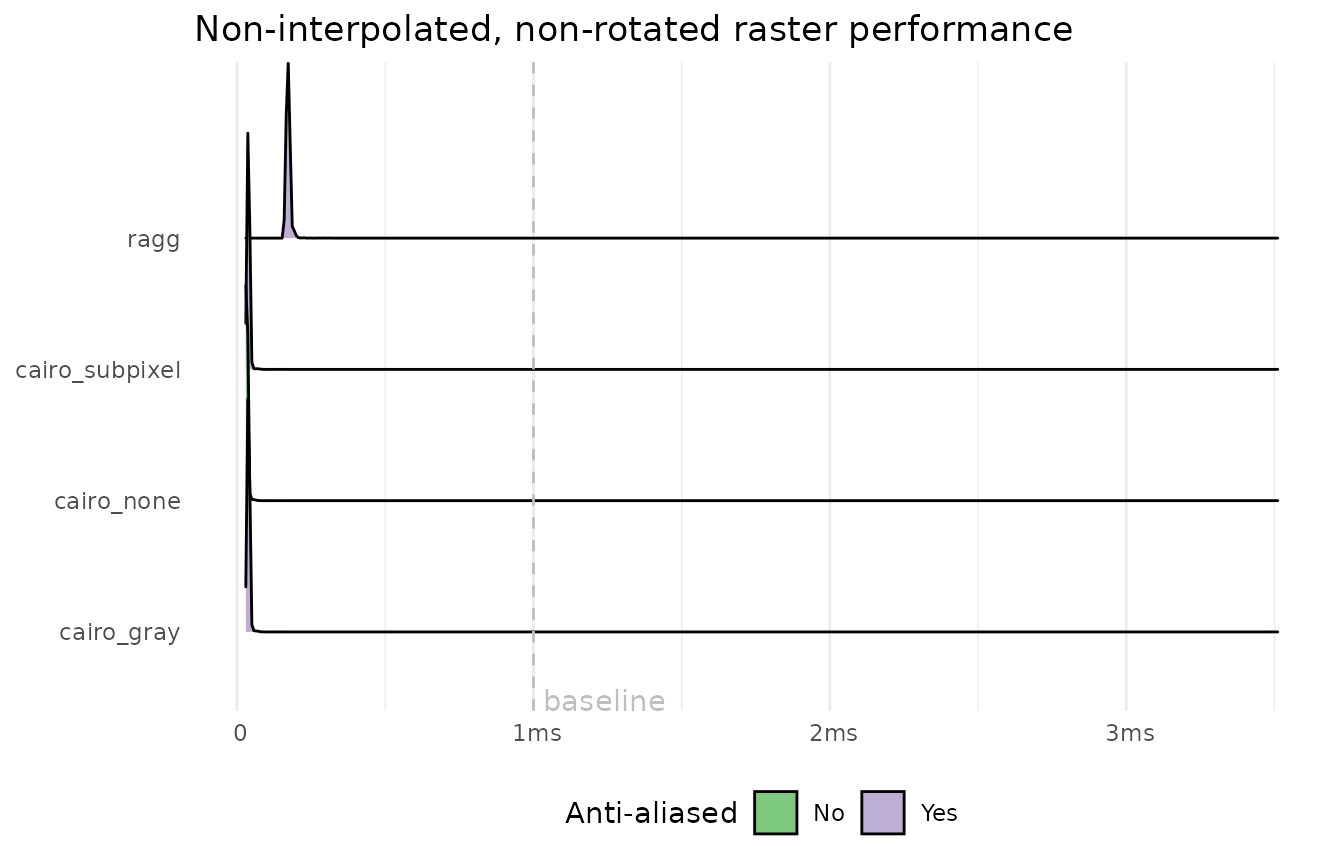 Non-interpolated, non-rotated raster performance
ragg
cairo_subpixel
cairo_none
cairo_gray
baseline
0 1ms 2ms 3ms
Anti-aliased No Yes